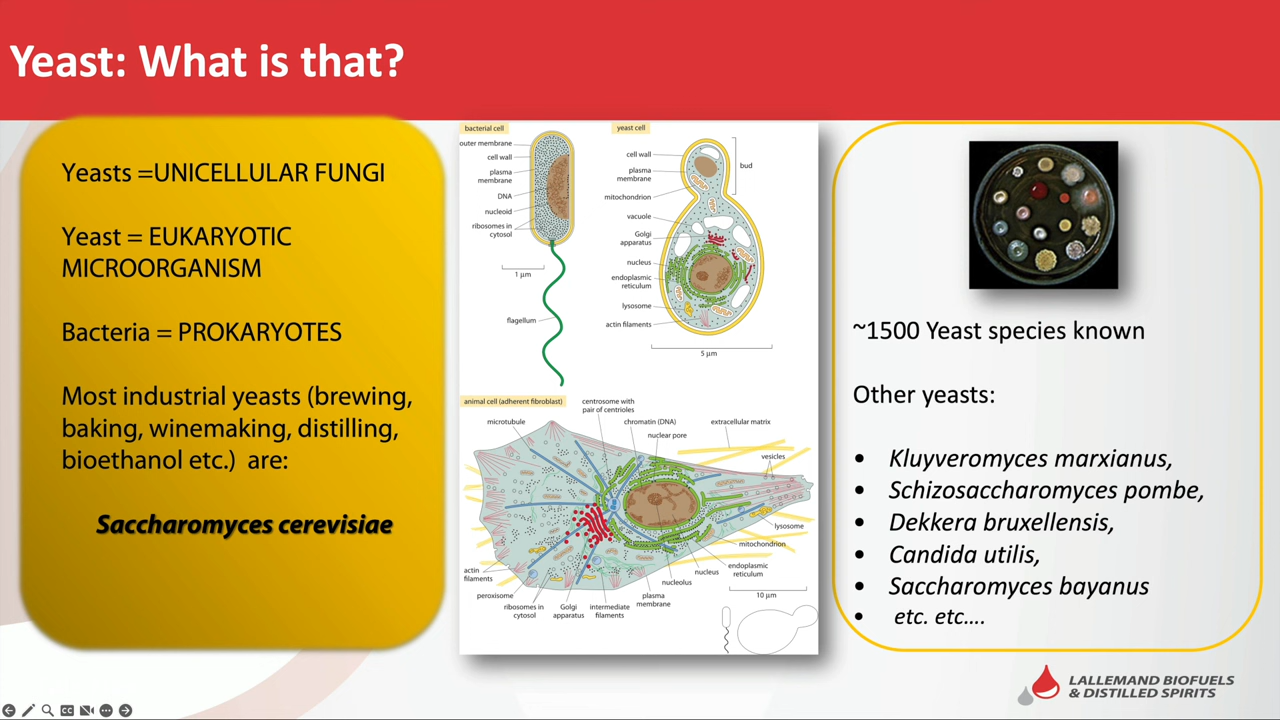 Yeast: What is that?
Yeasts =UNICELLULAR FUNGI
Yeast = EUKARYOTIC
MICROORGANISM
Bacteria = PROKARYOTES
Most industrial yeasts (brewing,
baking, winemaking, distilling,
bioethanol etc.) are:
Saccharomyces cerevisiae
bacterial cell
outer membrane
cell wall
plasma
membrane
DNA
nucleoid
ribosomes in
cytosol
1 µm
flagellum
yeast cell
cell wall
plasma
membrane
mitochondrion
vacuole
Golgi
apparatus
nucleus
endoplasmic
reticulum
lysosome
actin filaments
bud
5 µm
animal cell (adherent fibroblast)
microtubule
centrosome with
pair of centrioles
chromatin (DNA)
nuclear pore
extracellular matrix
vesicles
lysosome
mitochondrion
endoplasmic
reticulum
nucleus
nucleolus
10 µm
plasma
membrane
intermediate
filaments
Golgi
apparatus
ribosomes in
cytosol
peroxisome
actin
filaments
~1500 Yeast species known
Other yeasts:
• Kluyveromyces marxianus,
• Schizosaccharomyces pombe,
• Dekkera bruxellensis,
• Candida utilis,
• Saccharomyces bayanus
• etc. etc....
LALLEMAND BIOFUELS
& DISTILLED SPIRITS
CC